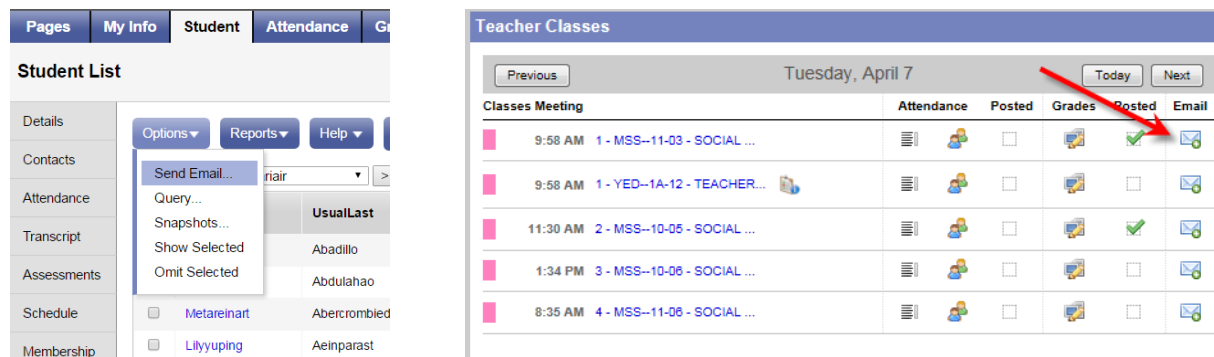 Pages My Info Student Attendance
Student List
Details
Contacts
Attendance
Transcript
Assessments
Schedule
Membership
Options Reports Help
Send Email...
Query...
Snapshots...
Show Selected
Omit Selected
>
UsualLast
Abadillo
Abdulahao
Metareinart Abercrombied
Lilyyuping Aeinparast
Teacher Classes
Previous Tuesday, April 7 Today Next
Classes Meeting Attendance Posted Grades Posted Email
9:58 AM 1 - MSS--11-03 - SOCIAL ...
9:58 AM 1 - YED--1A-12 - TEACHER...
11:30 AM 2 - MSS--10-05 - SOCIAL ...
1:34 PM 3 - MSS--10-06 - SOCIAL ...
8:35 AM 4 - MSS--11-06 - SOCIAL ...